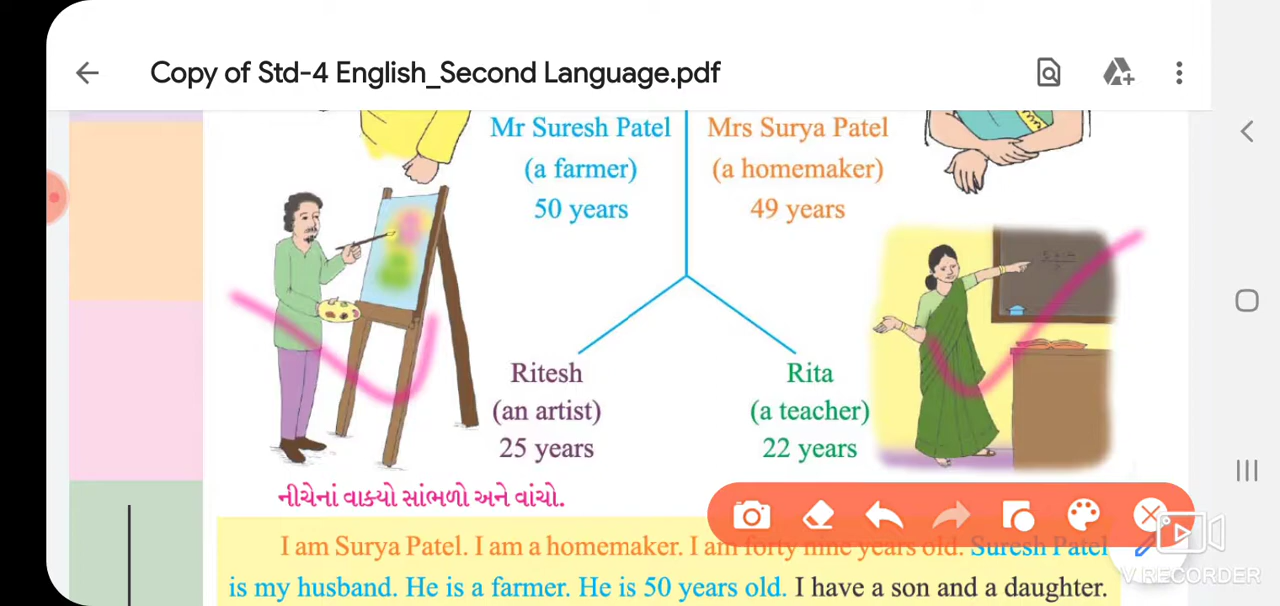 Copy of Std-4 English_Second Language.pdf
Mr Suresh Patel
(a farmer)
50 years
Mrs Surya Patel
(a homemaker)
49 years
Ritesh
(an artist)
25 years
Rita
(a teacher)
22 years
નીચેનાં વાક્યો સાંભળો અને વાંચો.
I am Surya Patel. I am a homemaker. I am forty nine years old. Suresh Patel
is my husband. He is a farmer. He is 50 years old. I have a son and a daughter.
V RECORDER